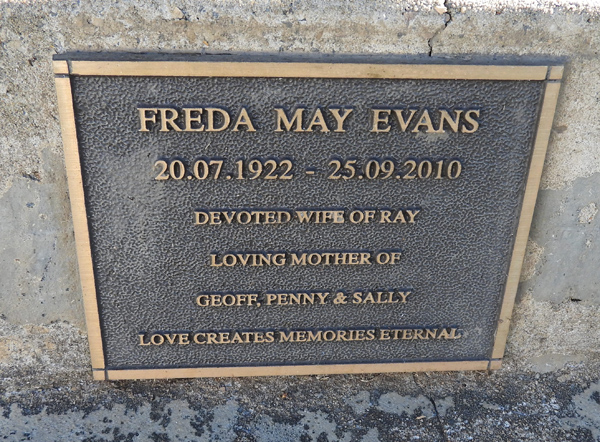 FREDA MAY EVANS
20.07.1922 - 25.09.2010
DEVOTED WIFE OF RAY
LOVING MOTHER OF
GEOFF, PENNY & SALLY
LOVE CREATES MEMORIES ETERNAL